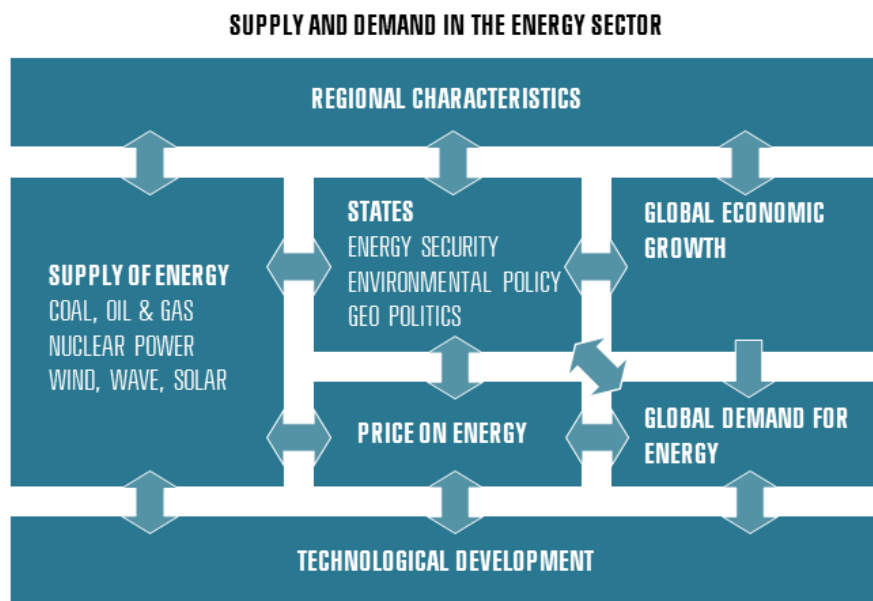 SUPPLY AND DEMAND IN THE ENERGY SECTOR
REGIONAL CHARACTERISTICS
SUPPLY OF ENERGY
COAL, OIL & GAS
NUCLEAR POWER
WIND, WAVE, SOLAR
STATES
ENERGY SECURITY
ENVIRONMENTAL POLICY
GEO POLITICS
GLOBAL ECONOMIC
GROWTH
PRICE ON ENERGY
GLOBAL DEMAND FOR
ENERGY
TECHNOLOGICAL DEVELOPMENT